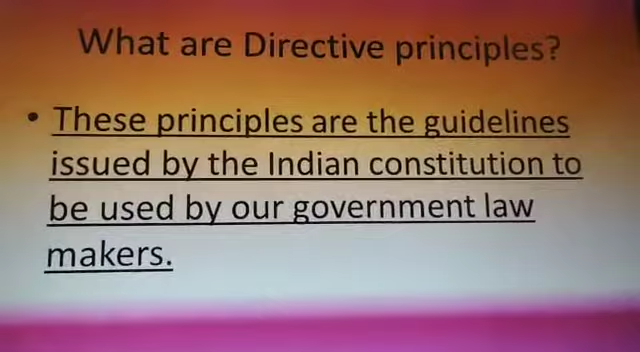 What are Directive principles?
• These principles are the guidelines
issued by the Indian constitution to
be used by our government law
makers.